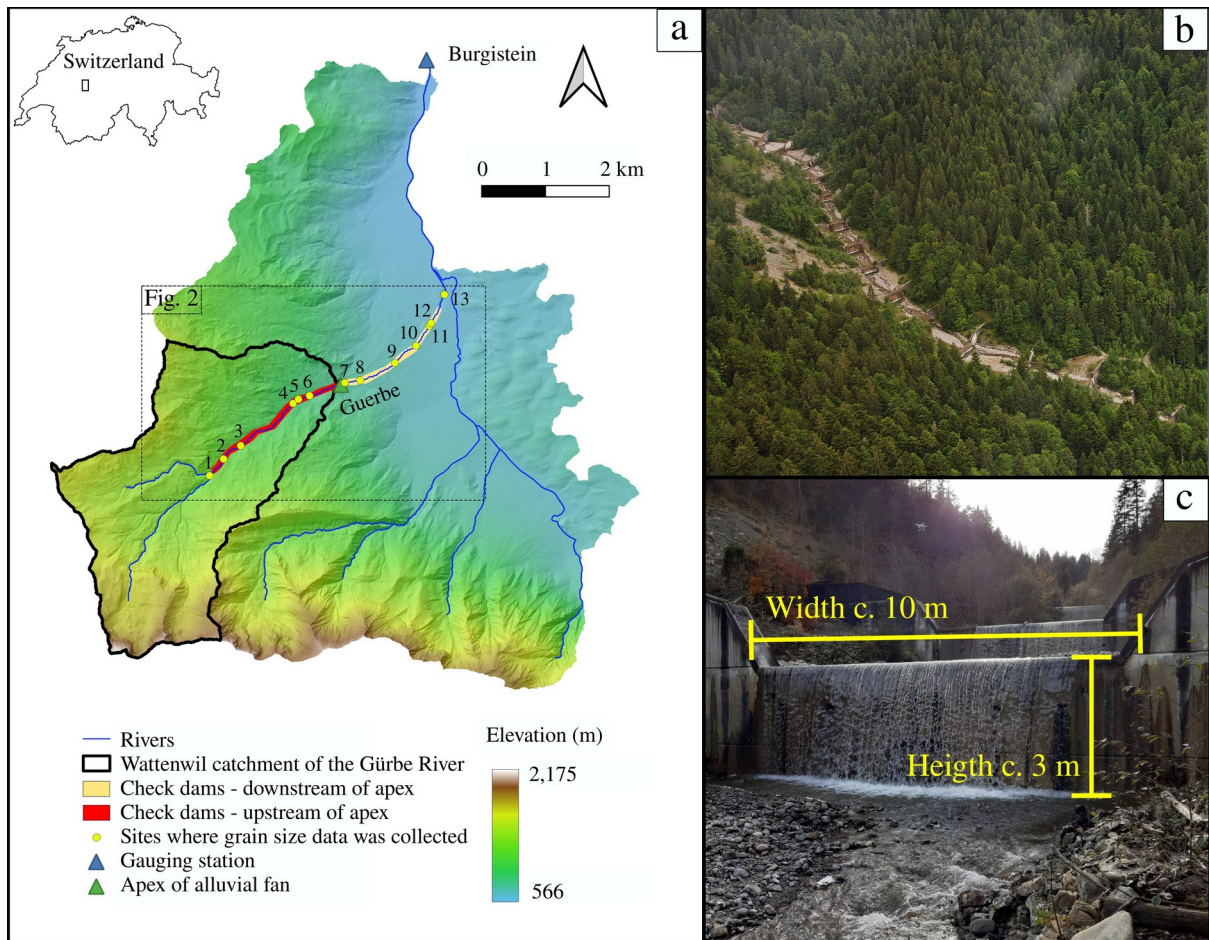 a
Switzerland
Burgistein
0 1 2 km
Fig. 2
13
12
11
10
9
8
7
6
5
4
Guerbe
3
2
1
Rivers
Wattenwil catchment of the Gürbe River
Check dams - downstream of apex
Check dams - upstream of apex
Sites where grain size data was collected
Gauging station
Apex of alluvial fan
Elevation (m)
2,175
566
b
c
Width c. 10 m
Heigth c. 3 m